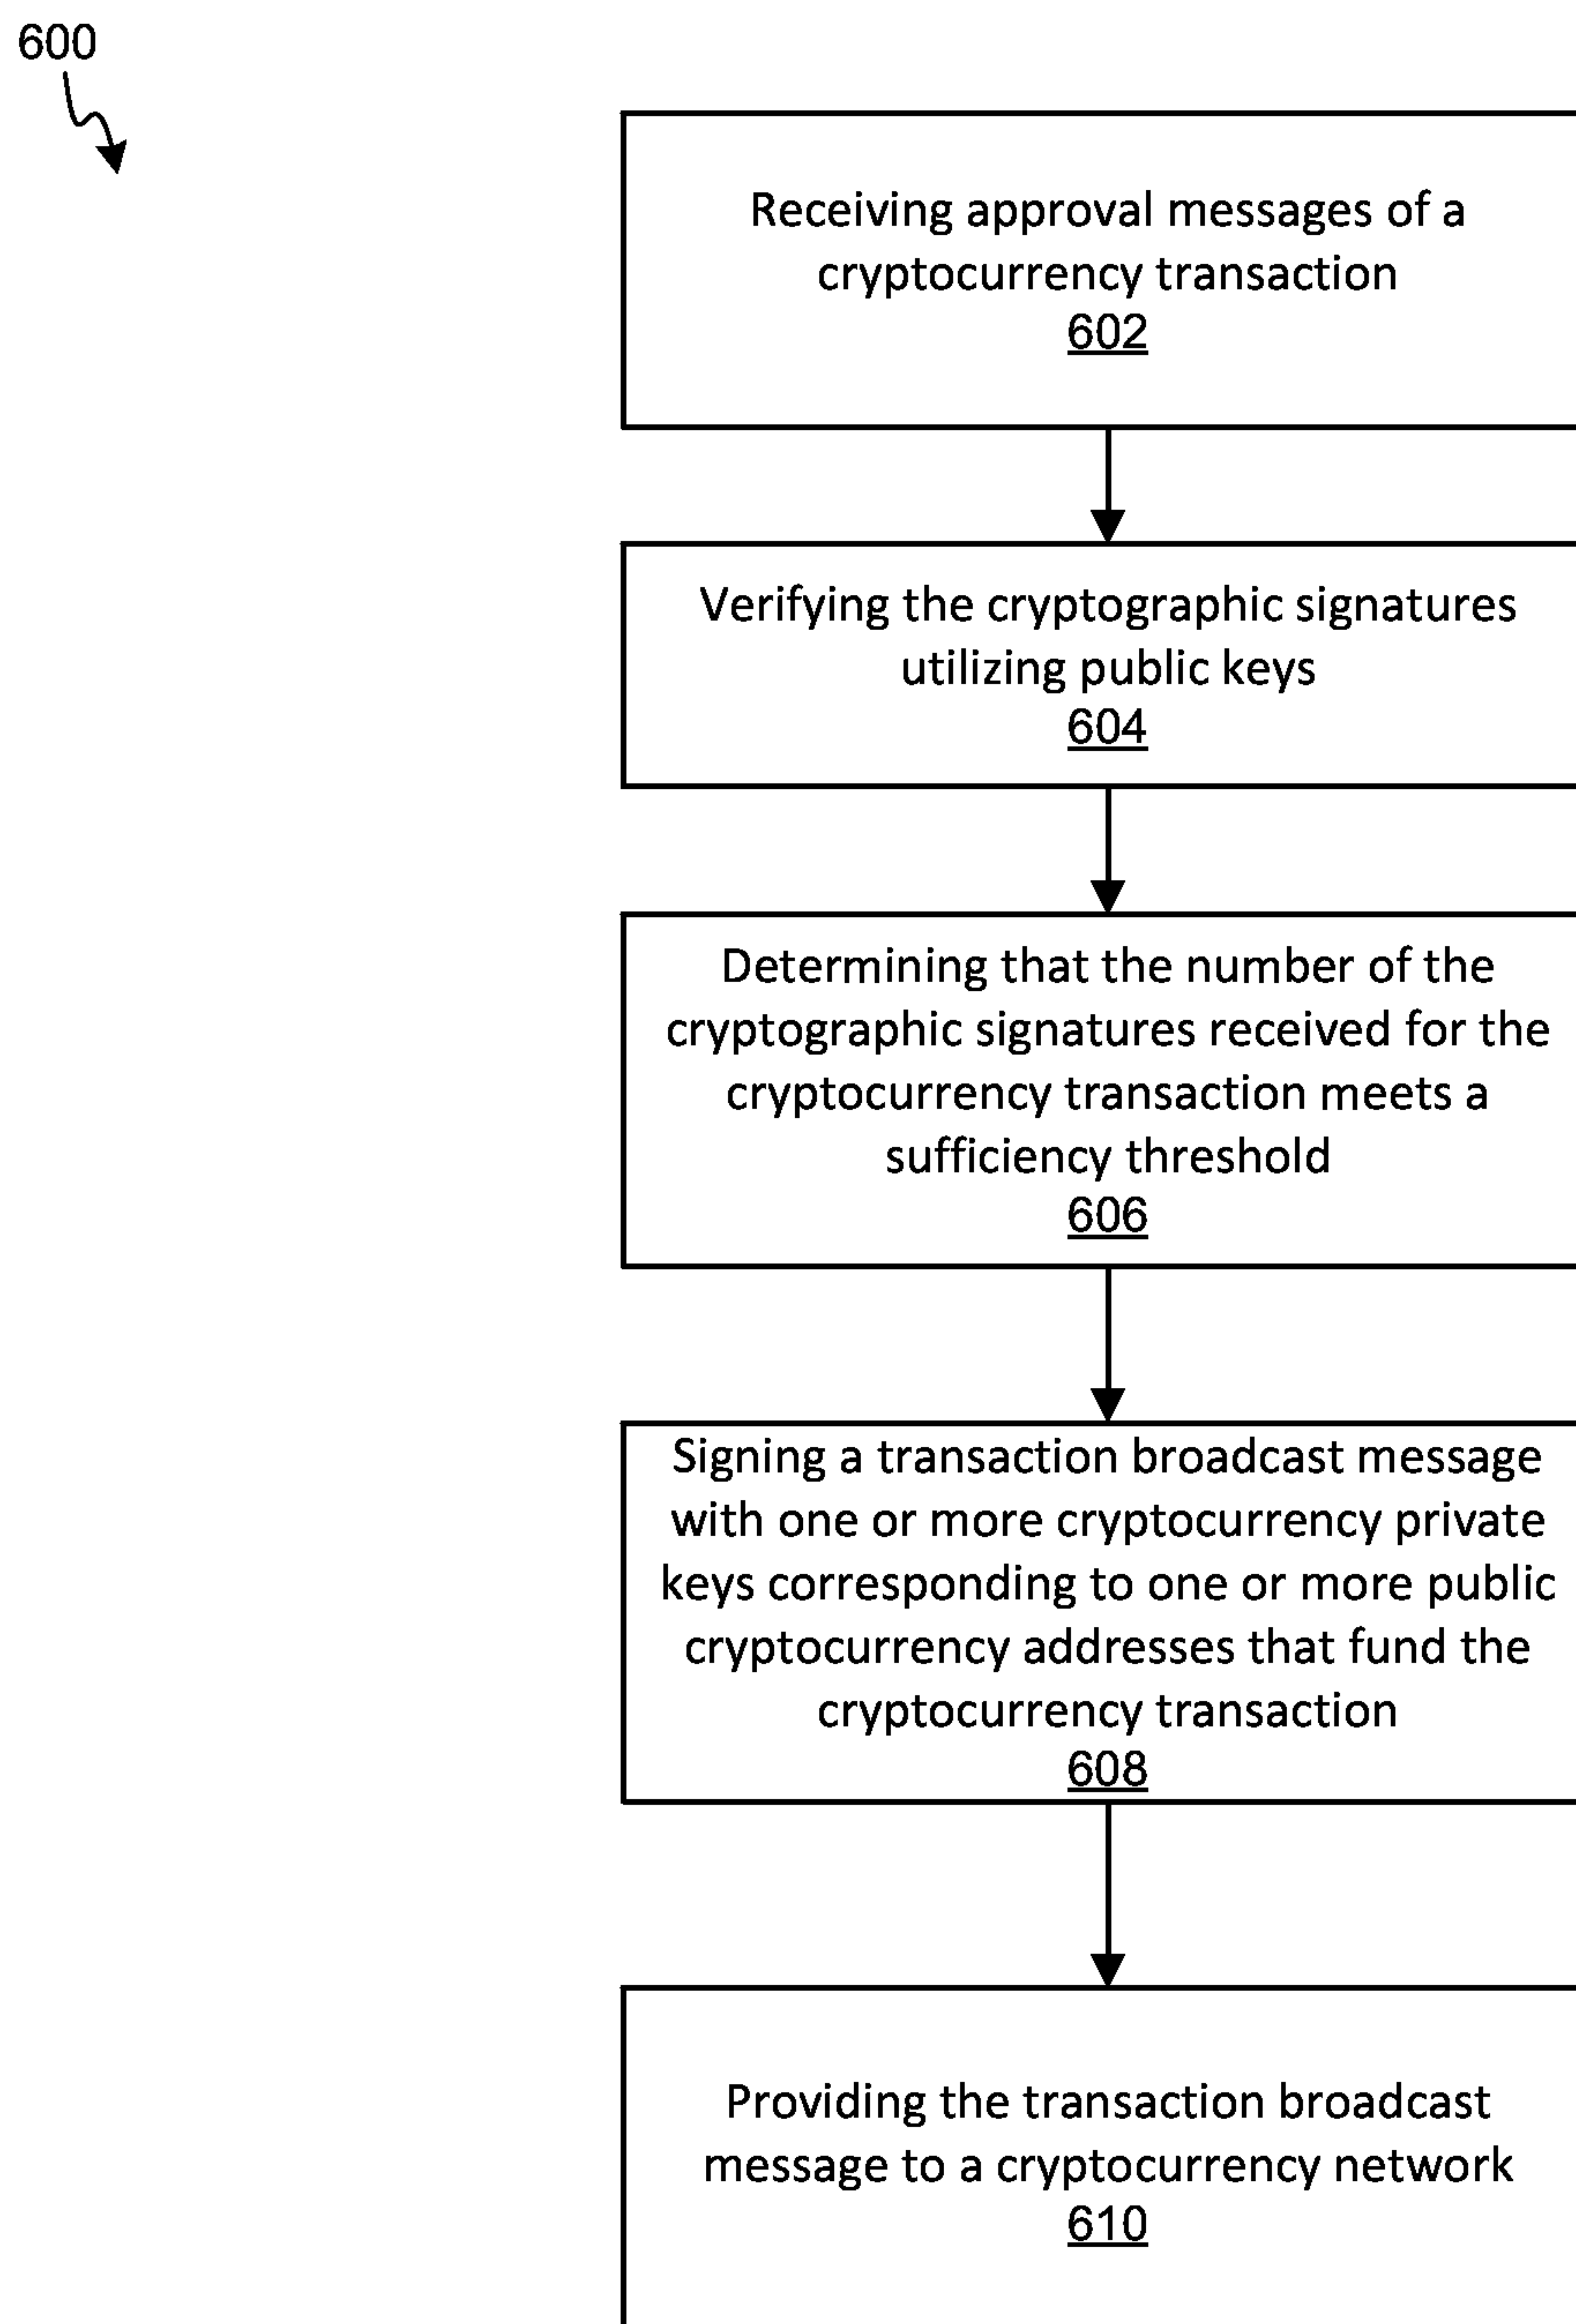 600
Receiving approval messages of a
cryptocurrency transaction
602
Verifying the cryptographic signatures
utilizing public keys
604
Determining that the number of the
cryptographic signatures received for the
cryptocurrency transaction meets a
sufficiency threshold
606
Signing a transaction broadcast message
with one or more cryptocurrency private
keys corresponding to one or more public
cryptocurrency addresses that fund the
cryptocurrency transaction
608
Providing the transaction broadcast
message to a cryptocurrency network
610